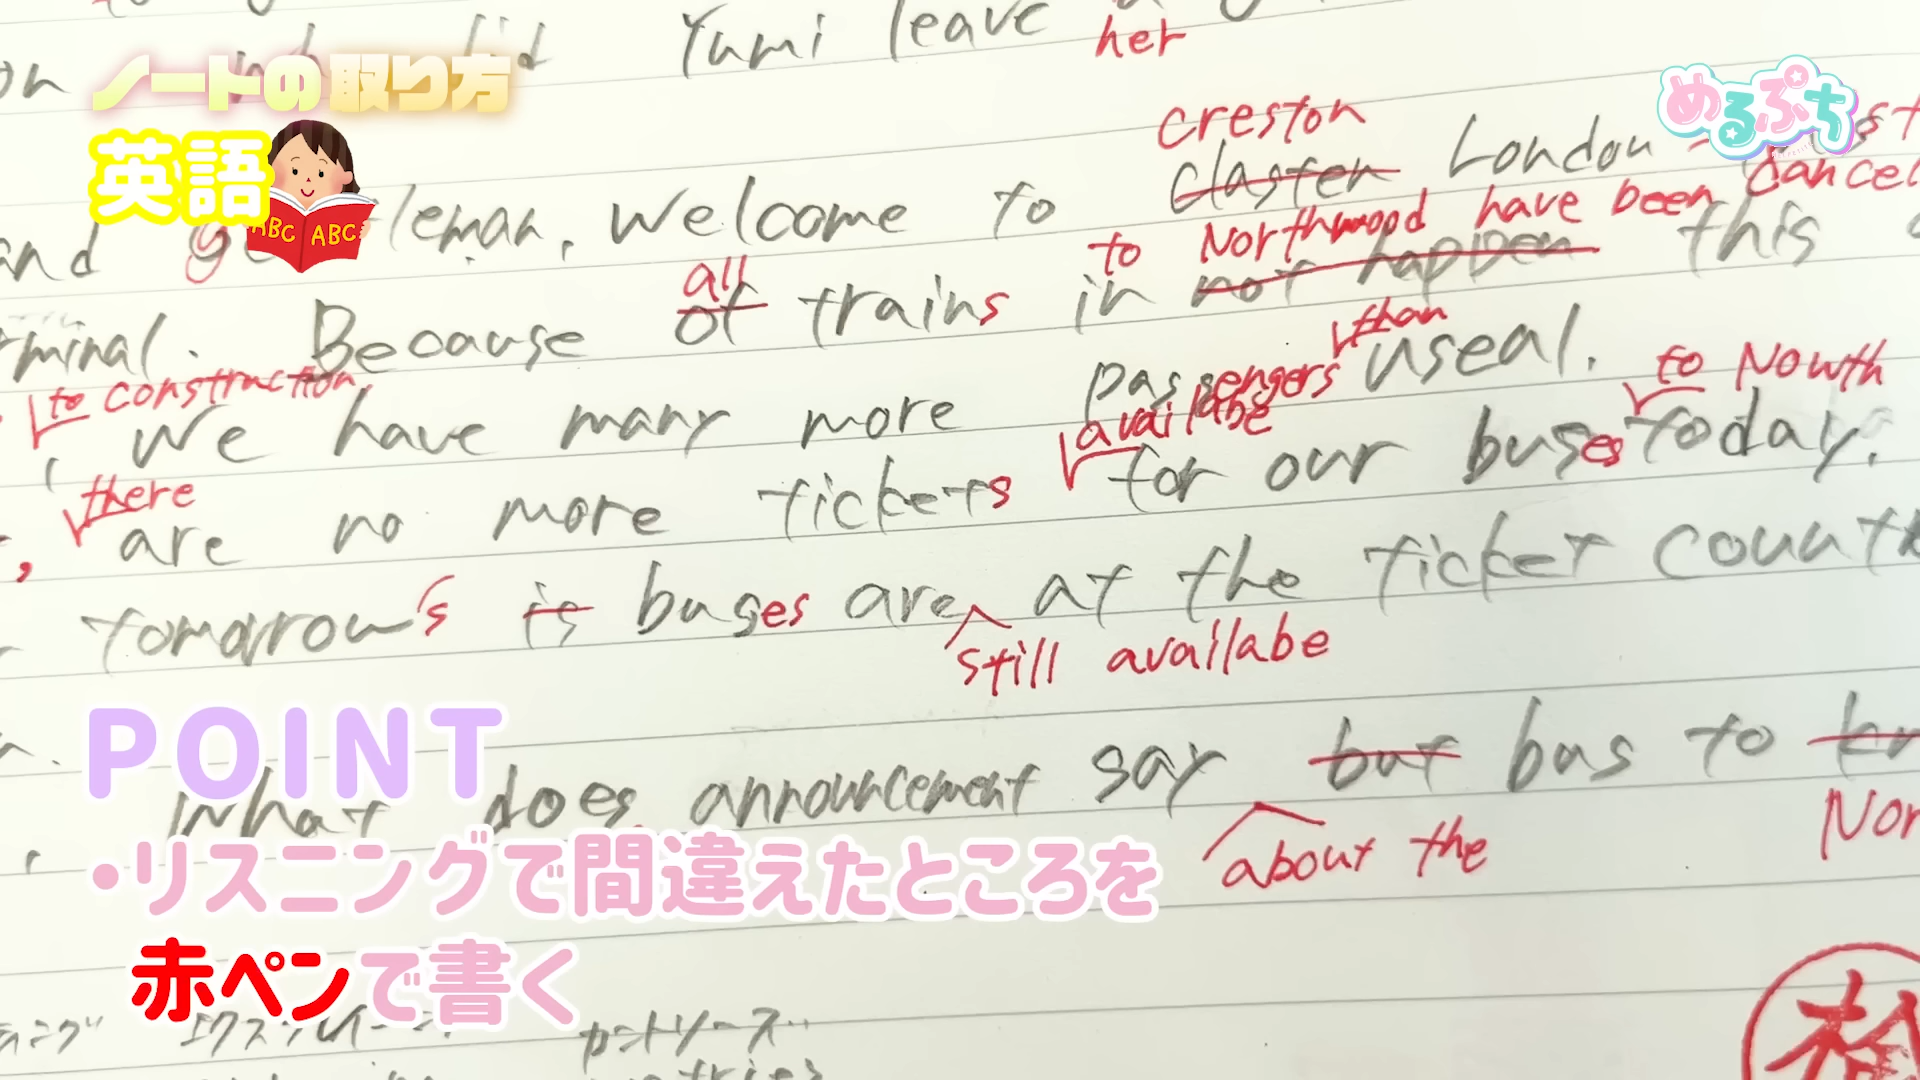 ノートの取り方
英語
ABC ABC
めるぷち
Yumi leave
her
creston
and gentleman, Welcome to Glasten London
to Northwood have been cancel
all
of trains in not happen this
rminal. Because
to construction,
than
We have many more passengers useal.
availabe
to Nowth
there
are no more tickets for our buses today.
tomorrow's is buses are at the ticket count
still availabe
POINT
What does announcement say but bus to
about the
Nor
・リスニングで間違えたところを
赤ペンで書く